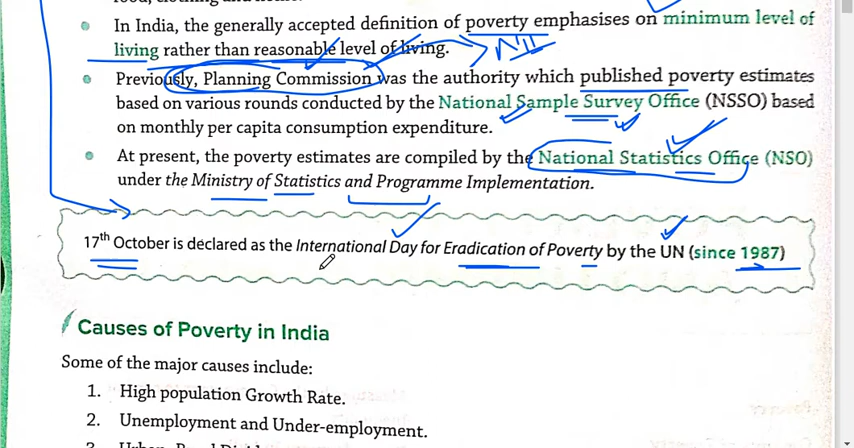 • In India, the generally accepted definition of poverty emphasises on minimum level of
living rather than reasonable level of living.
• Previously, Planning Commission was the authority which published poverty estimates
based on various rounds conducted by the National Sample Survey Office (NSSO) based
on monthly per capita consumption expenditure.
• At present, the poverty estimates are compiled by the National Statistics Office (NSO)
under the Ministry of Statistics and Programme Implementation.
17th October is declared as the International Day for Eradication of Poverty by the UN (since 1987)
Causes of Poverty in India
Some of the major causes include:
1. High population Growth Rate.
2. Unemployment and Under-employment.